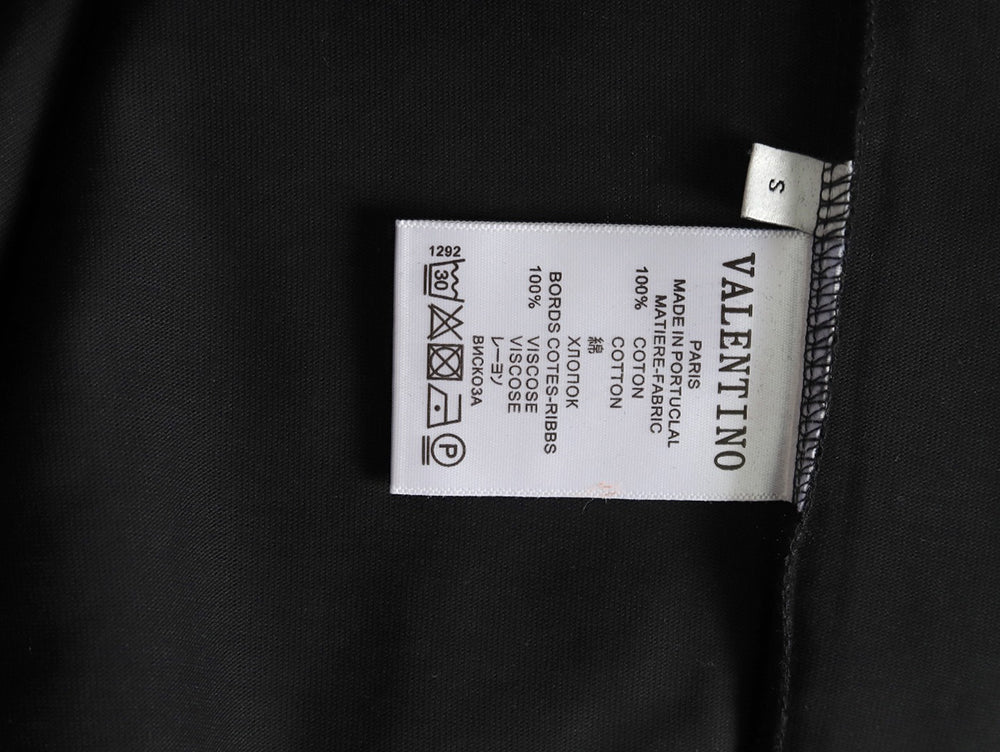 S
VALENTINO
PARIS
MADE IN PORTUCLAL
MATIERE-FABRIC
100% COTON
COTTON
綿
ХЛОПОК
BORDS COTES-RIBBS
100% VISCOSE
VISCOSE
レーヨソ
ВИСКОЗА
1292
30
P